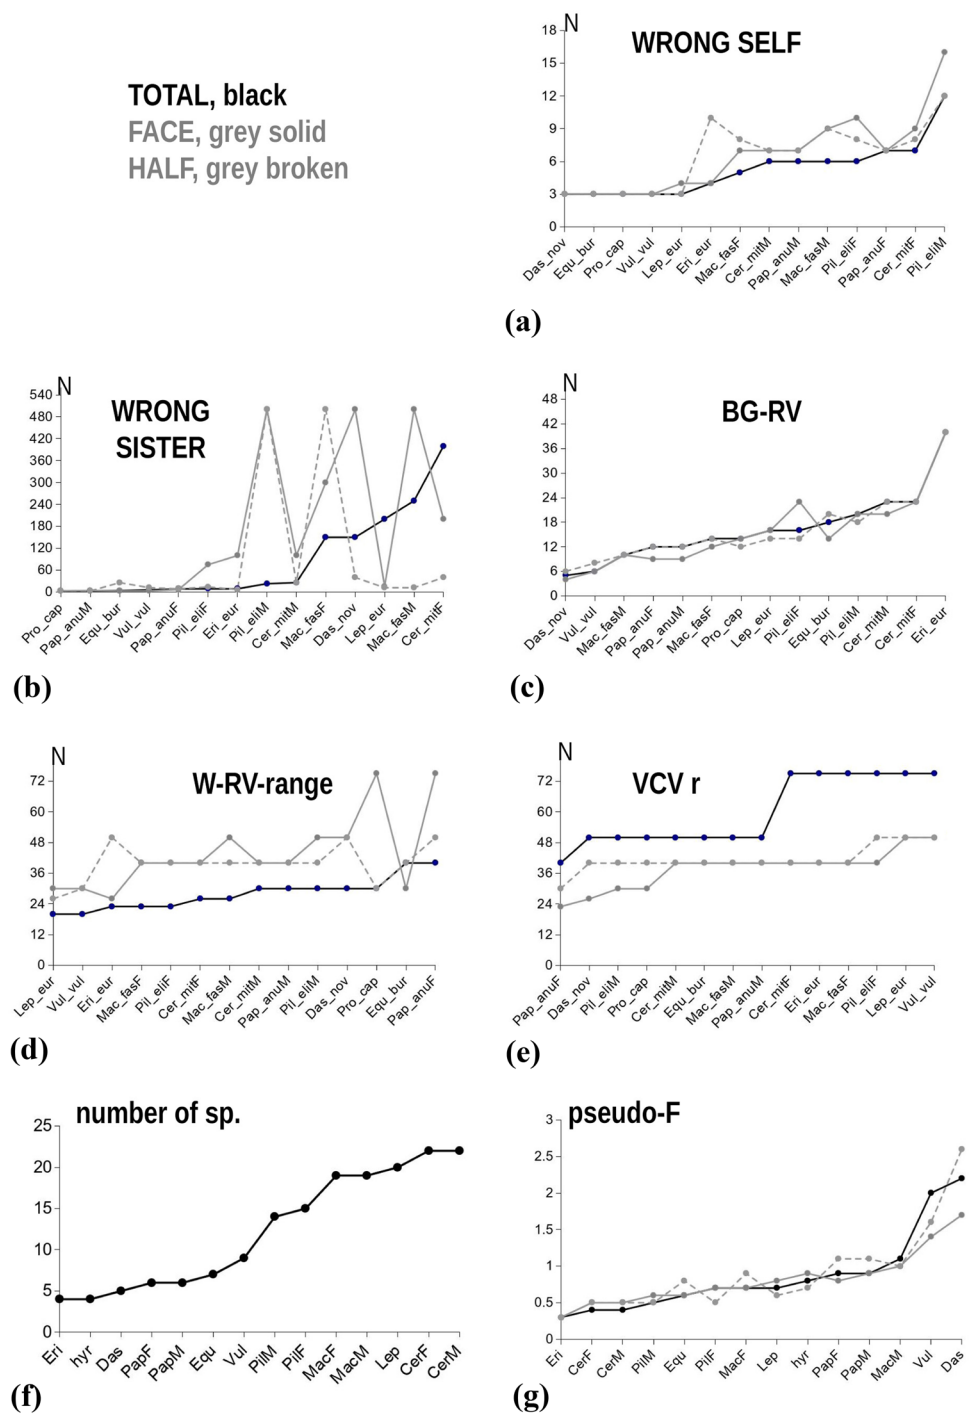 TOTAL, black
FACE, grey solid
HALF, grey broken
N
WRONG SELF
18
15
12
9
6
3
0
Das_nov
Equ_bur
Pro_cap
Vul_vul
Lep_eur
Eri_eur
Mac_fasF
Cer_mitM
Pap_anuM
Mac_fasM
Pil_eliF
Pap_anuF
Cer_mitF
Pil_eliM
(a)
N
WRONG
SISTER
540
480
420
360
300
240
180
120
60
0
Pro_cap
Pap_anuM
Equ_bur
Vul_vul
Pap_anuF
Pil_eliF
Eri_eur
Pil_eliM
Cer_mitM
Mac_fasF
Das_nov
Lep_eur
Mac_fasM
Cer_mitF
(b)
N
BG-RV
48
42
36
30
24
18
12
6
0
Das_nov
Vul_vul
Mac_fasM
Pap_anuF
Pap_anuM
Mac_fasF
Pro_cap
Lep_eur
Pil_eliF
Equ_bur
Pil_eliM
Cer_mitM
Cer_mitF
Eri_eur
(c)
N
W-RV-range
72
60
48
36
24
12
0
Lep_eur
Vul_vul
Eri_eur
Mac_fasF
Pil_eliF
Cer_mitF
Mac_fasM
Cer_mitM
Pap_anuM
Pil_eliM
Das_nov
Pro_cap
Equ_bur
Pap_anuF
(d)
N
VCV r
72
60
48
36
24
12
0
Pap_anuF
Das_nov
Pil_eliM
Pro_cap
Cer_mitM
Equ_bur
Mac_fasM
Pap_anuM
Cer_mitF
Eri_eur
Mac_fasF
Pil_eliF
Lep_eur
Vul_vul
(e)
number of sp.
25
20
15
10
5
0
Eri
hyr
Das
PapF
PapM
Equ
Vul
PilM
PilF
MacF
MacM
Lep
CerF
CerM
(f)
pseudo-F
3
2.5
2
1.5
1
0.5
0
Eri
CerF
CerM
PilM
Equ
PilF
MacF
Lep
hyr
PapF
PapM
MacM
Vul
Das
(g)